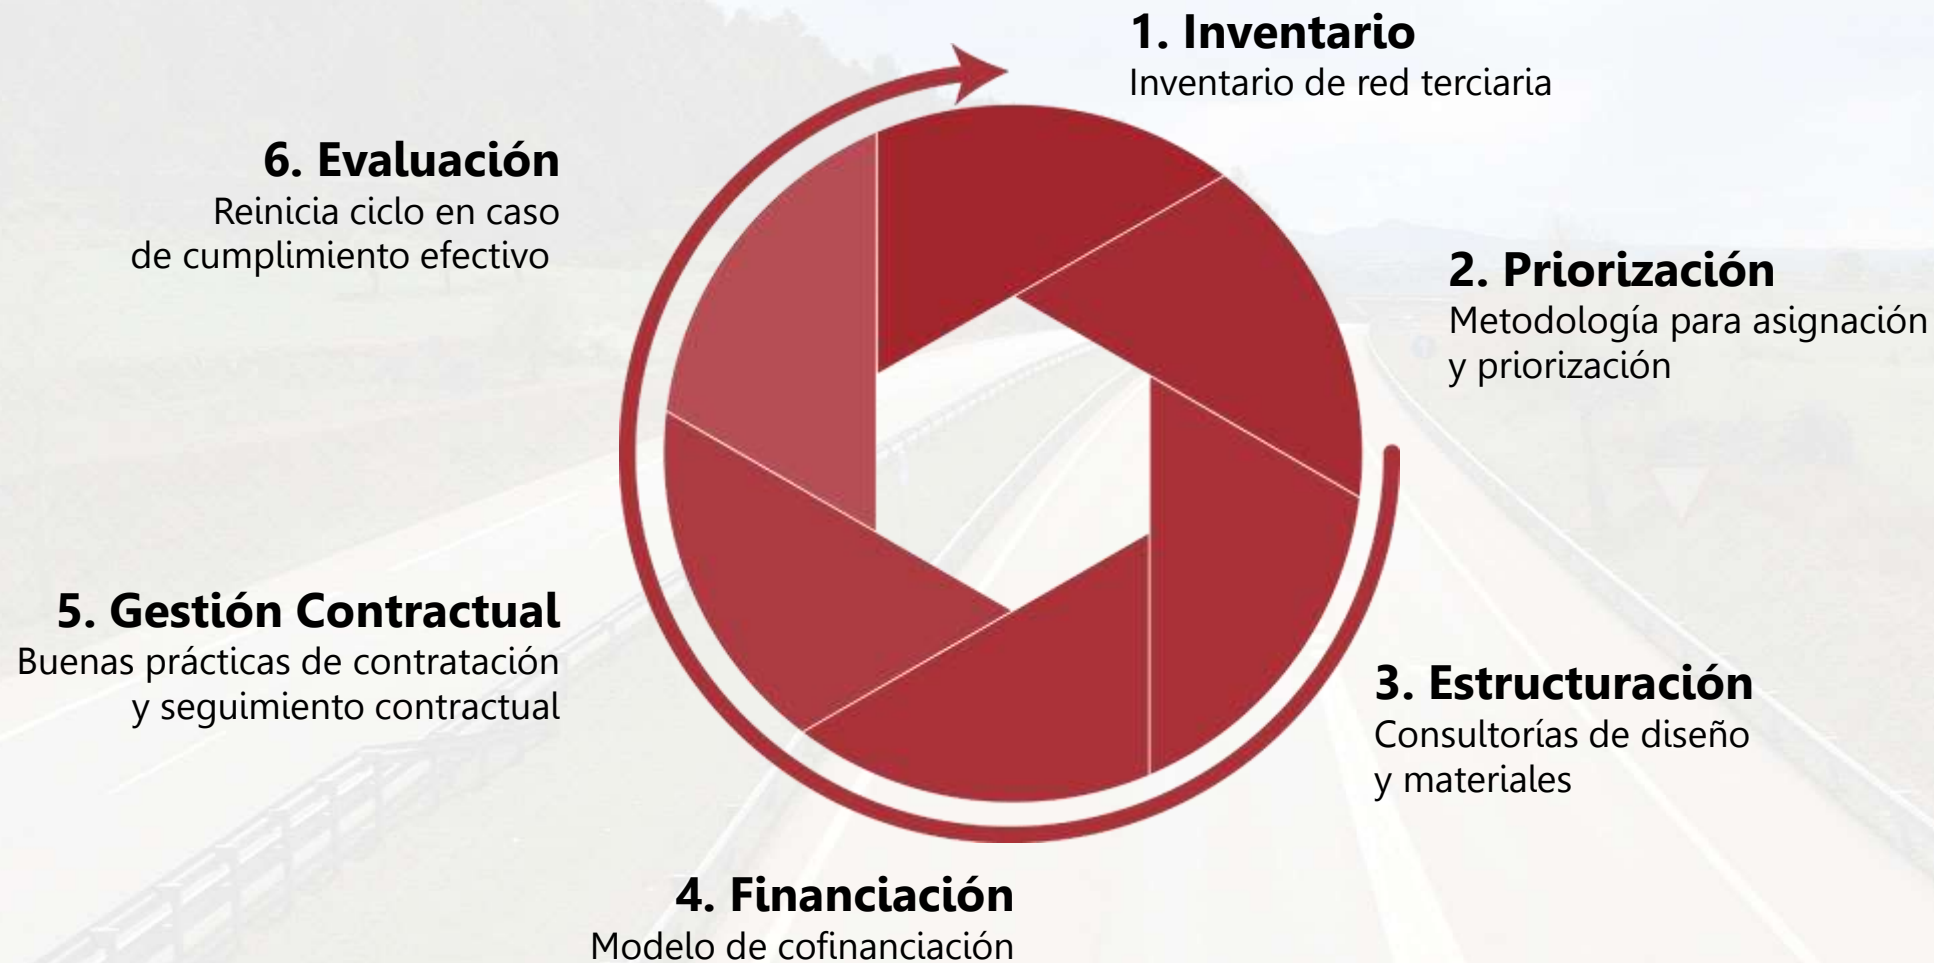 1. Inventario
Inventario de red terciaria
2. Priorización
Metodología para asignación
y priorización
3. Estructuración
Consultorías de diseño
y materiales
4. Financiación
Modelo de cofinanciación
5. Gestión Contractual
Buenas prácticas de contratación
y seguimiento contractual
6. Evaluación
Reinicia ciclo en caso
de cumplimiento efectivo